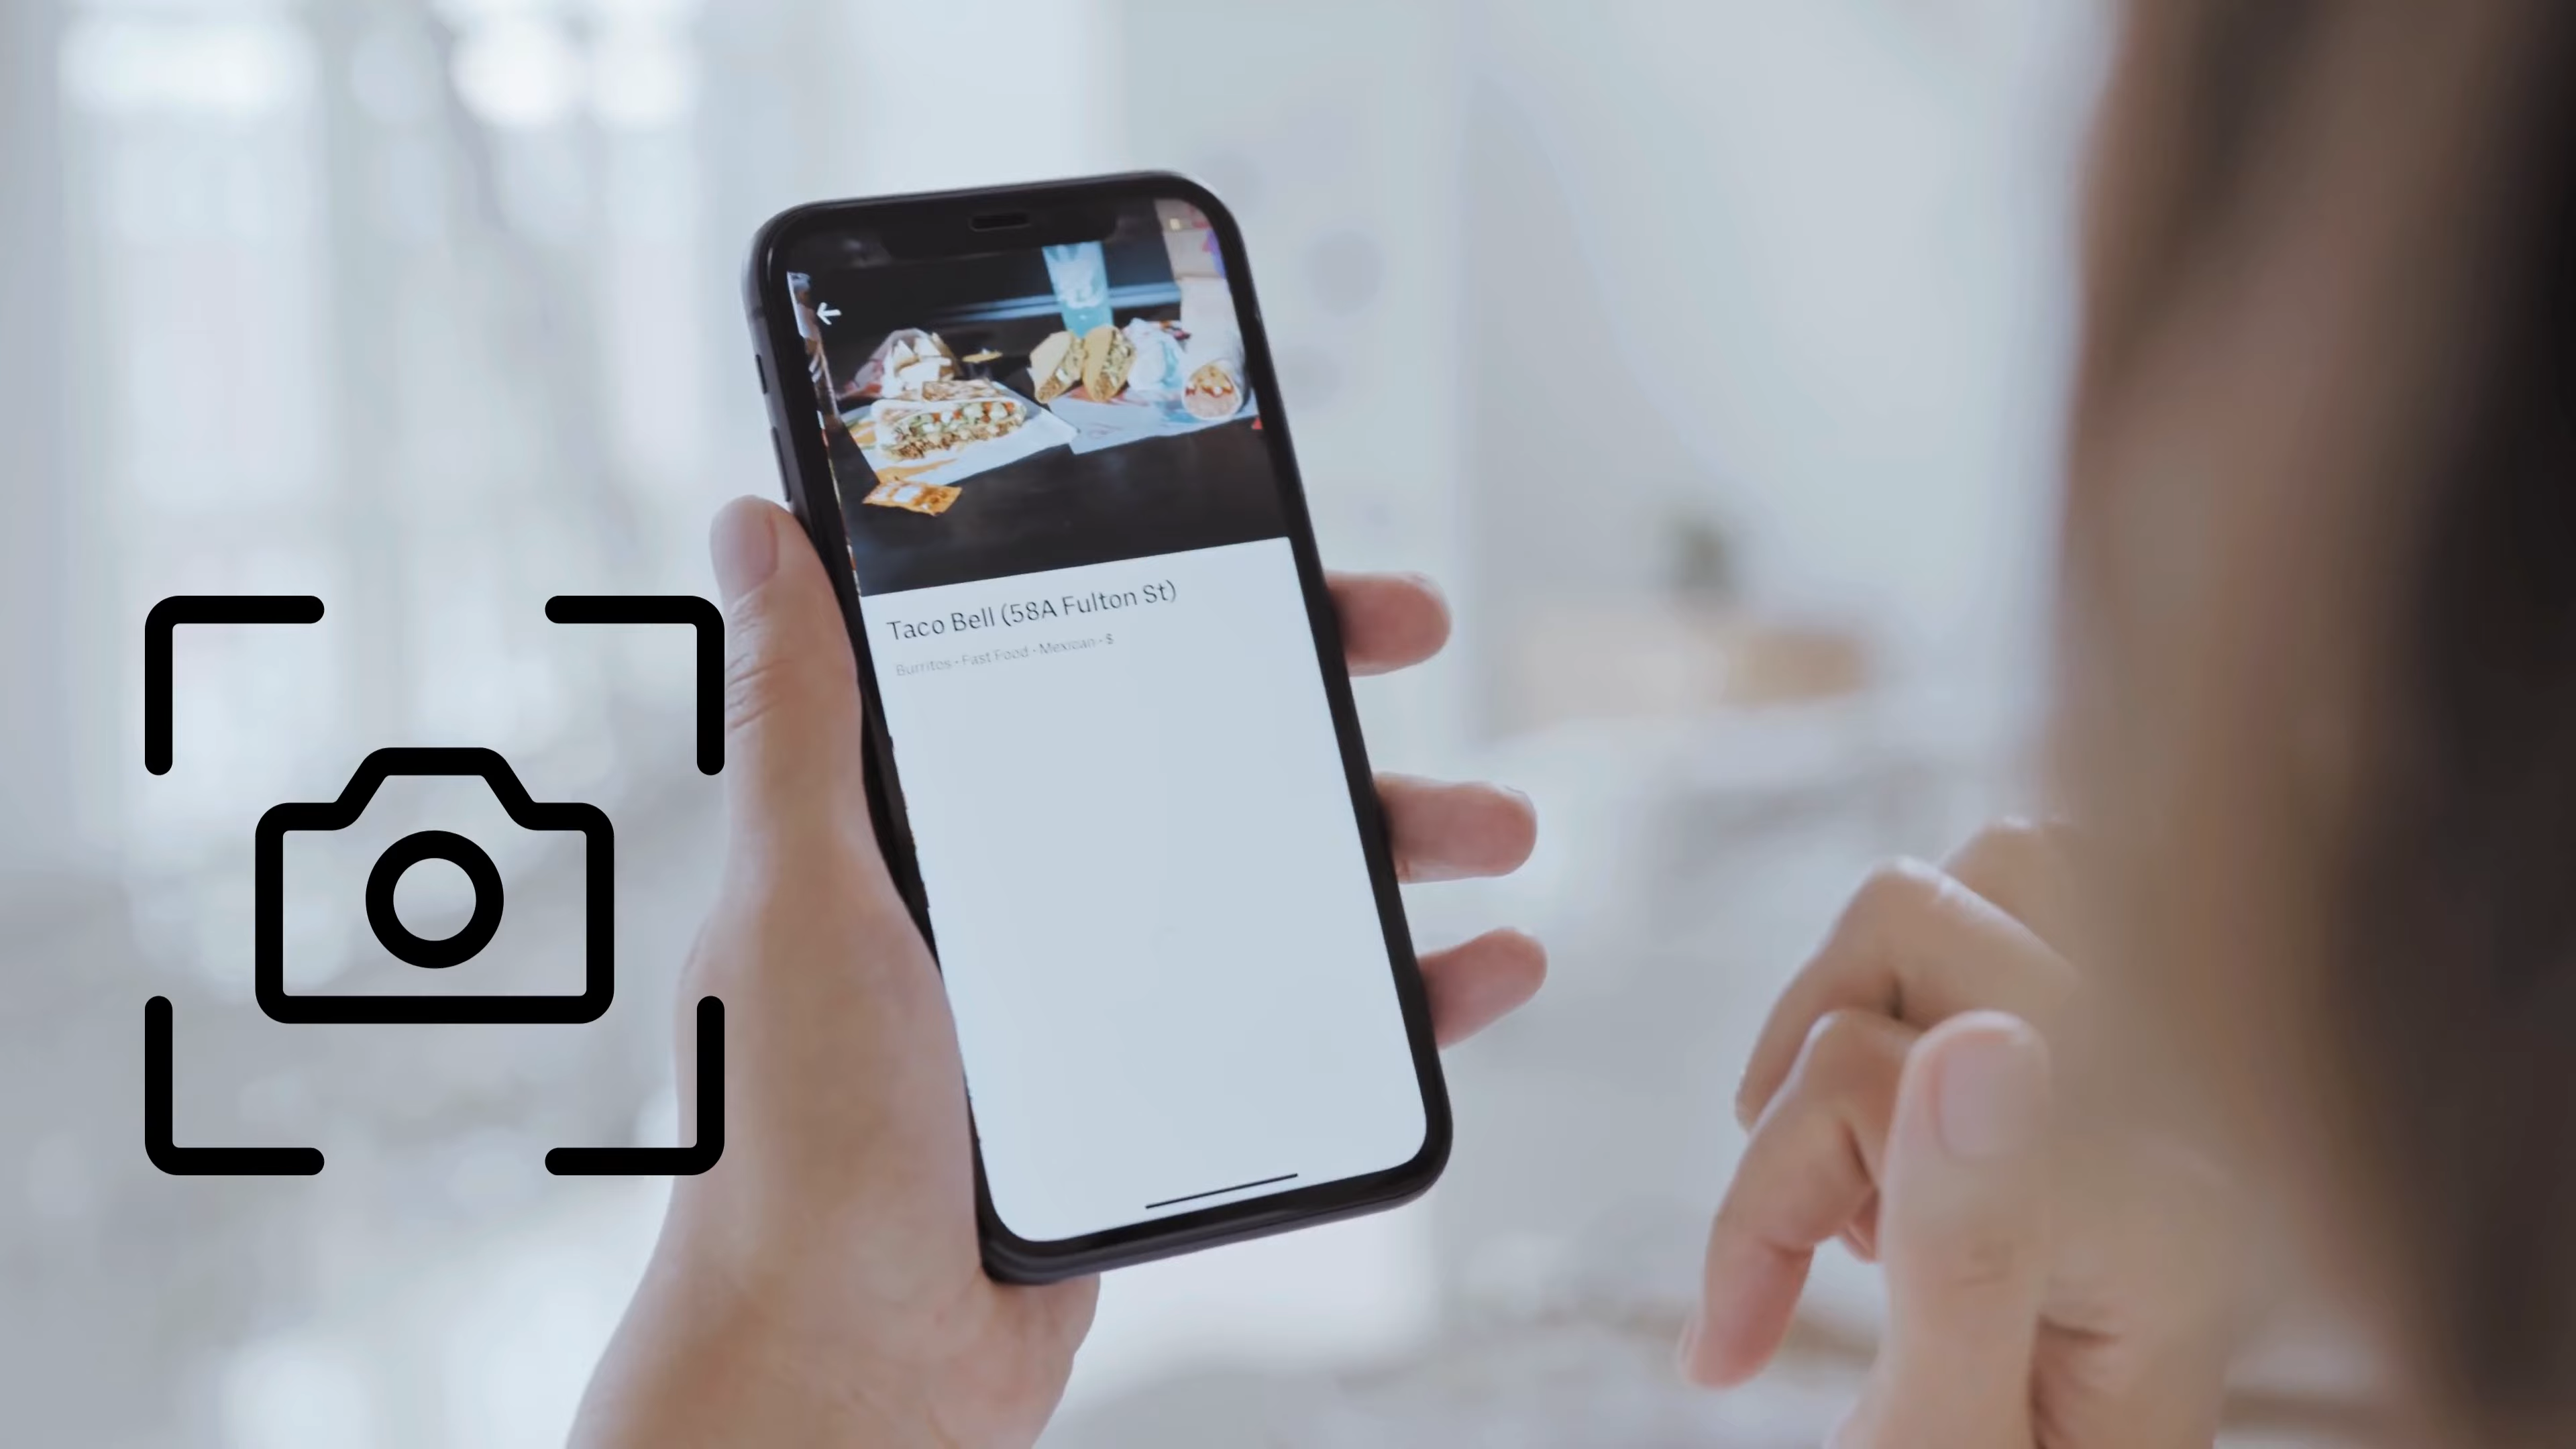 Taco Bell (58A Fulton St)
Burritos • Fast Food • Mexican • $